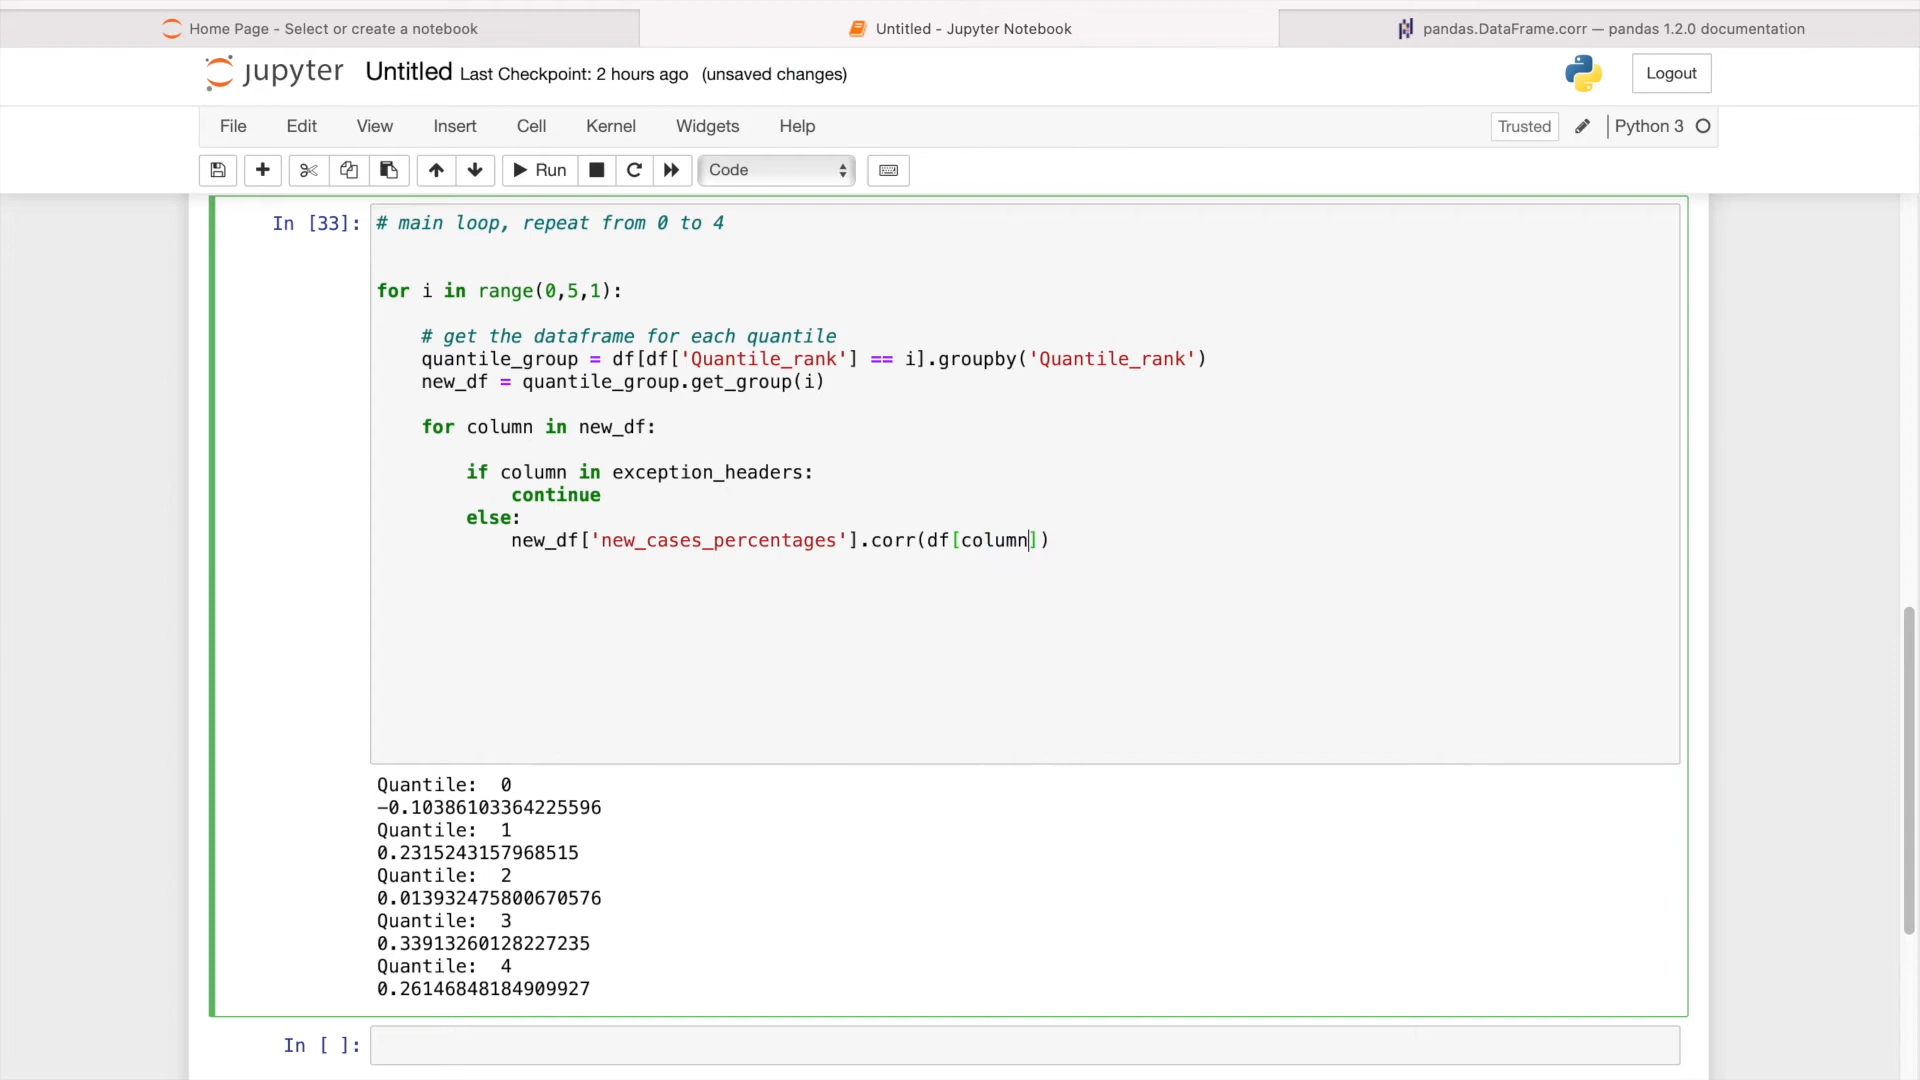 Home Page - Select or create a notebook
Untitled - Jupyter Notebook
pandas.DataFrame.corr — pandas 1.2.0 documentation
jupyter Untitled Last Checkpoint: 2 hours ago (unsaved changes)
Logout
File Edit View Insert Cell Kernel Widgets Help
Trusted
Python 3
Run
Code
In [33]:
# main loop, repeat from 0 to 4
for i in range(0,5,1):
# get the dataframe for each quantile
quantile_group = df[df['Quantile_rank'] == i].groupby('Quantile_rank')
new_df = quantile_group.get_group(i)
for column in new_df:
if column in exception_headers:
continue
else:
new_df['new_cases_percentages'].corr(df[column])
Quantile:  0
-0.10386103364225596
Quantile:  1
0.2315243157968515
Quantile:  2
0.013932475800670576
Quantile:  3
0.33913260128227235
Quantile:  4
0.26146848184909927
In [ ]: